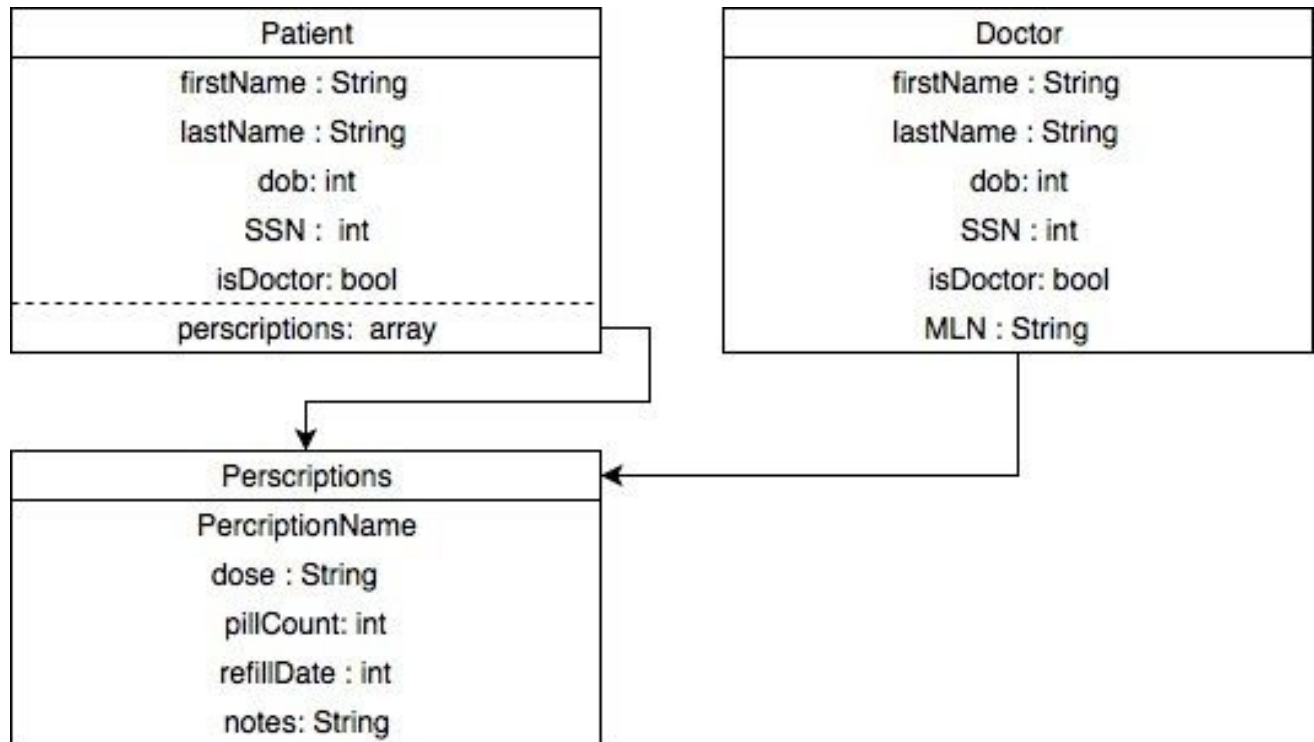 Patient
firstName : String
lastName : String
dob: int
SSN : int
isDoctor: bool
perscriptions: array
Doctor
firstName : String
lastName : String
dob: int
SSN : int
isDoctor: bool
MLN : String
Perscriptions
PercriptionName
dose : String
pillCount: int
refillDate : int
notes: String